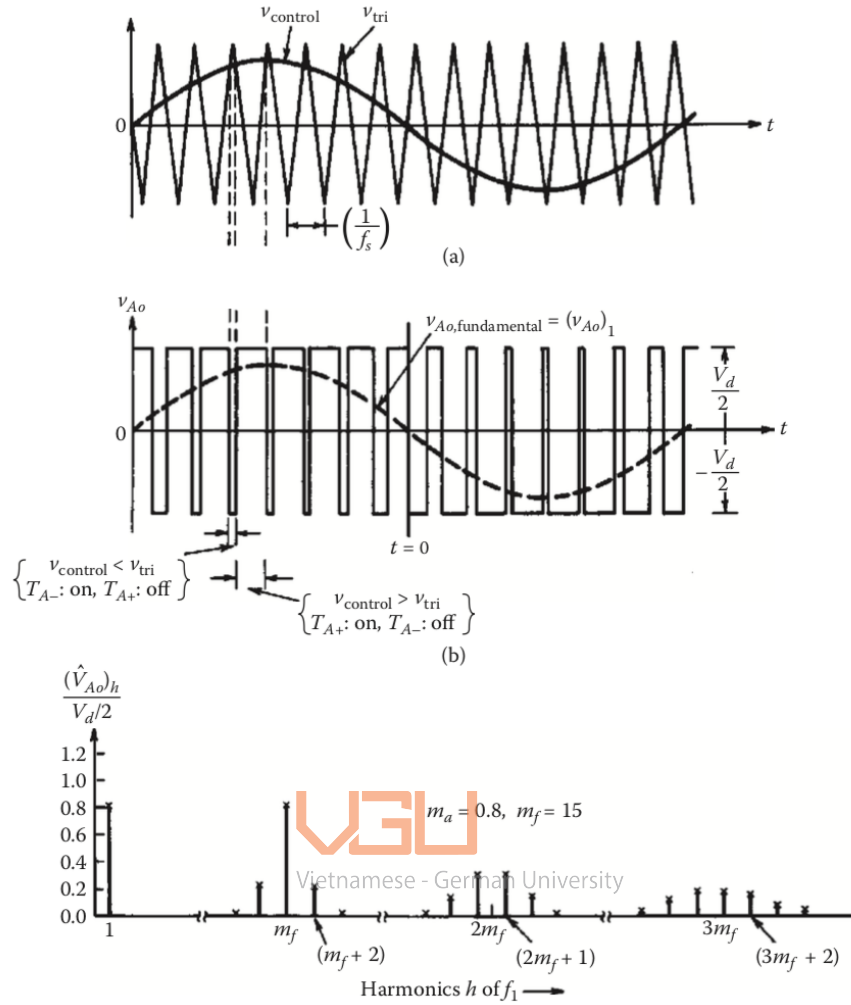 v_control
v_tri
0
t
(1/f_s)
(a)
v_Ao
v_Ao,fundamental = (v_Ao)_1
V_d/2
0
t
-V_d/2
t = 0
v_control < v_tri
T_A-: on, T_A+: off
v_control > v_tri
T_A+: on, T_A-: off
(b)
(V̂_Ao)_h
V_d/2
1.2
1.0
0.8
0.6
0.4
0.2
0.0
m_a = 0.8, m_f = 15
VGU
Vietnamese - German University
1
m_f
2m_f
3m_f
(m_f + 2)
(2m_f + 1)
(3m_f + 2)
Harmonics h of f_1